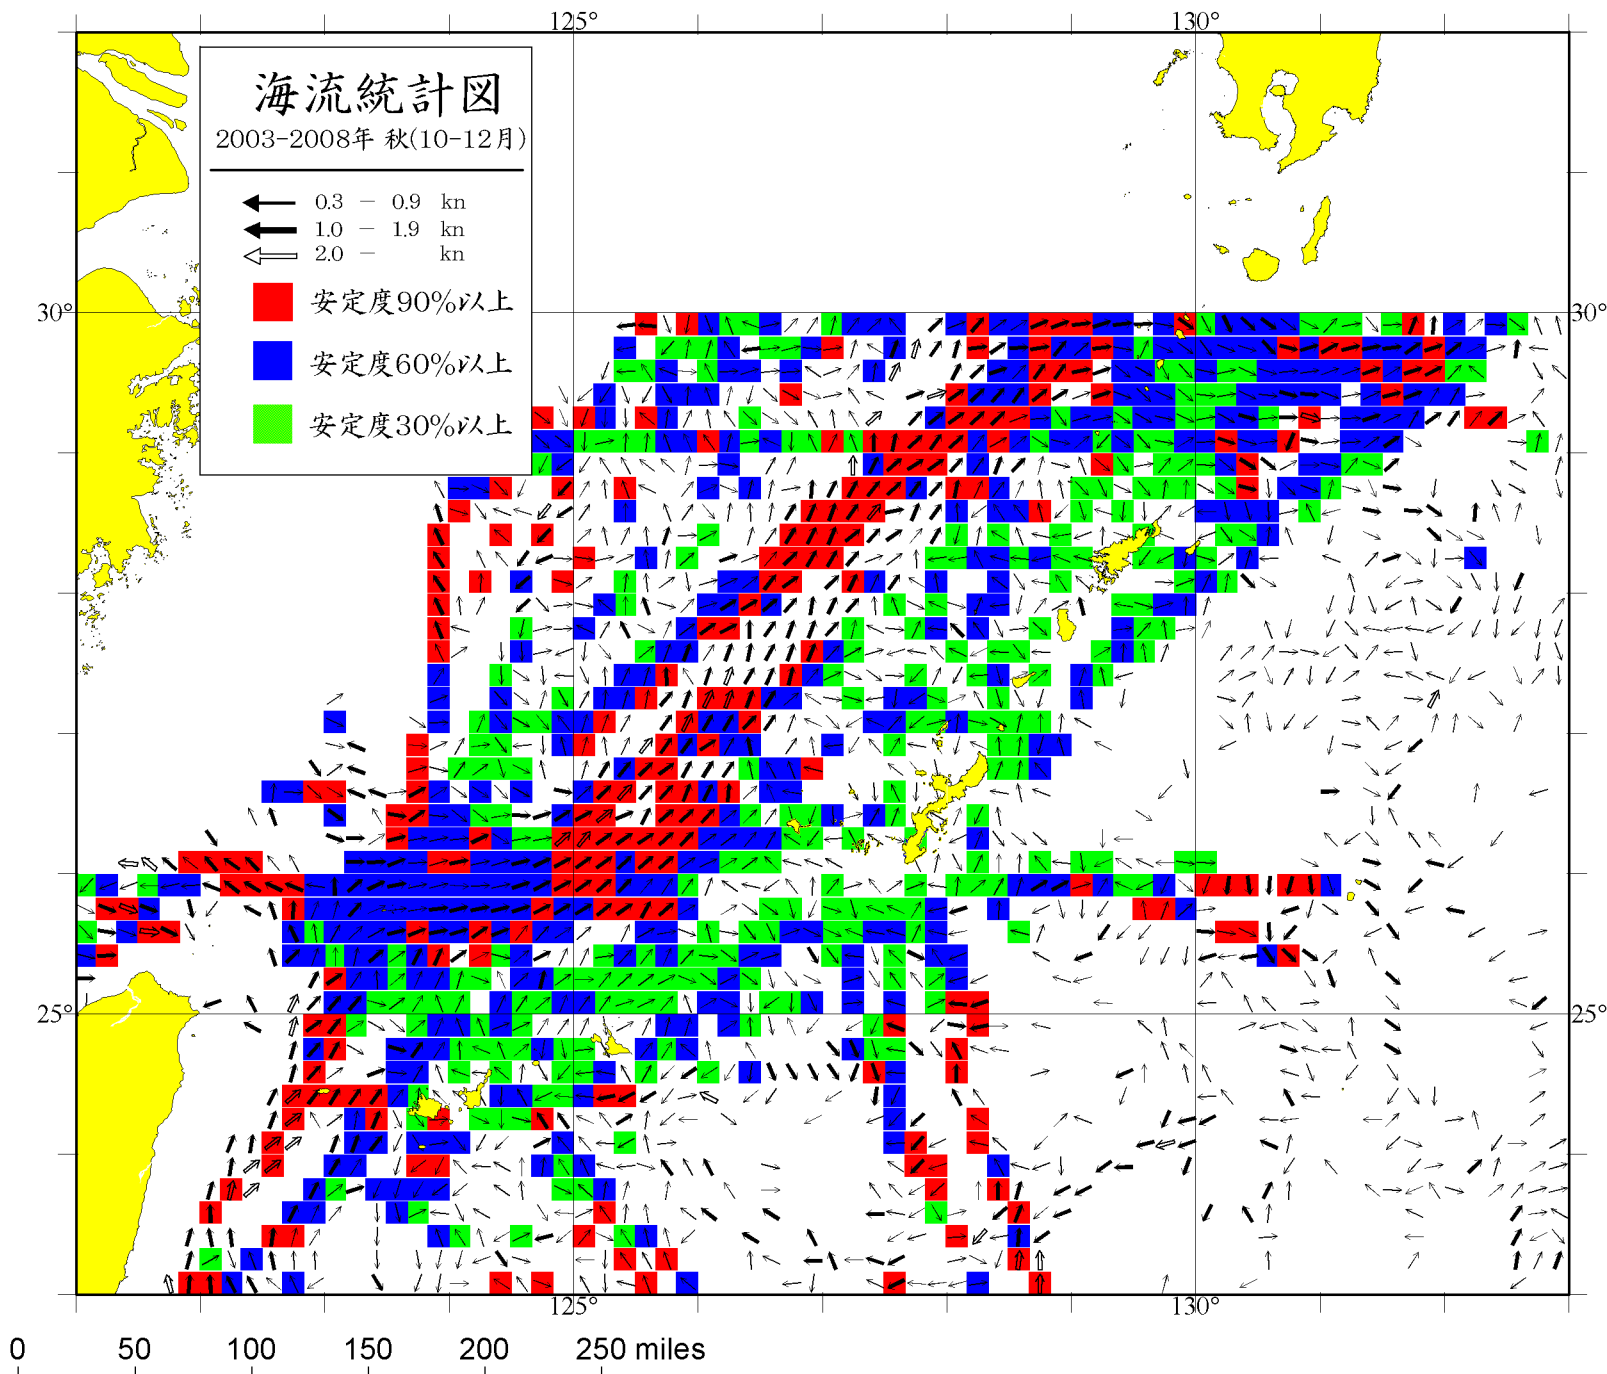 125°
130°
海流統計図
2003-2008年 秋(10-12月)
0.3 - 0.9 kn
1.0 - 1.9 kn
2.0 - kn
安定度90%以上
安定度60%以上
安定度30%以上
30°
30°
25°
25°
125°
130°
0 50 100 150 200 250 miles